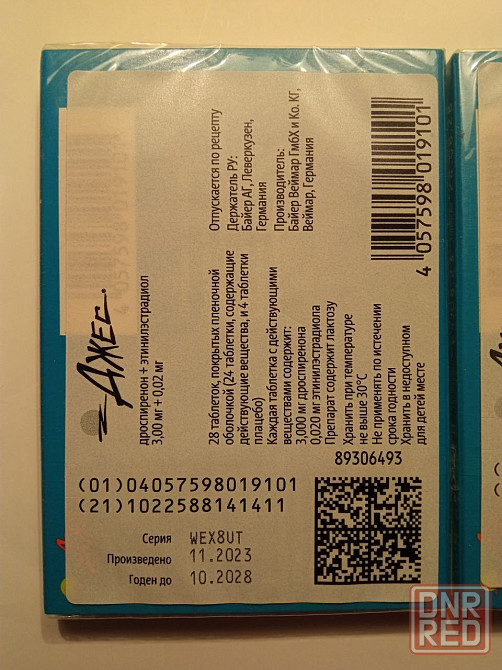 Джес®
дроспиренон + этинилэстрадиол
3,00 мг + 0,02 мг
28 таблеток, покрытых пленочной
оболочкой (24 таблетки, содержащие
действующие вещества, и 4 таблетки
плацебо)
Каждая таблетка с действующими
веществами содержит:
3,000 мг дроспиренона
0,020 мг этинилэстрадиола
Препарат содержит лактозу
Хранить при температуре
не выше 30°С
Не применять по истечении
срока годности
Хранить в недоступном
для детей месте
Отпускается по рецепту
Держатель РУ:
Байер АГ, Леверкузен,
Германия
Производитель:
Байер Веймар ГмбХ и Ко. КГ,
Веймар, Германия
4 057598 019101
89306493
(01)04057598019101
(21)1022588141411
Серия WEX8UT
Произведено 11.2023
Годен до 10.2028
DNR
RED